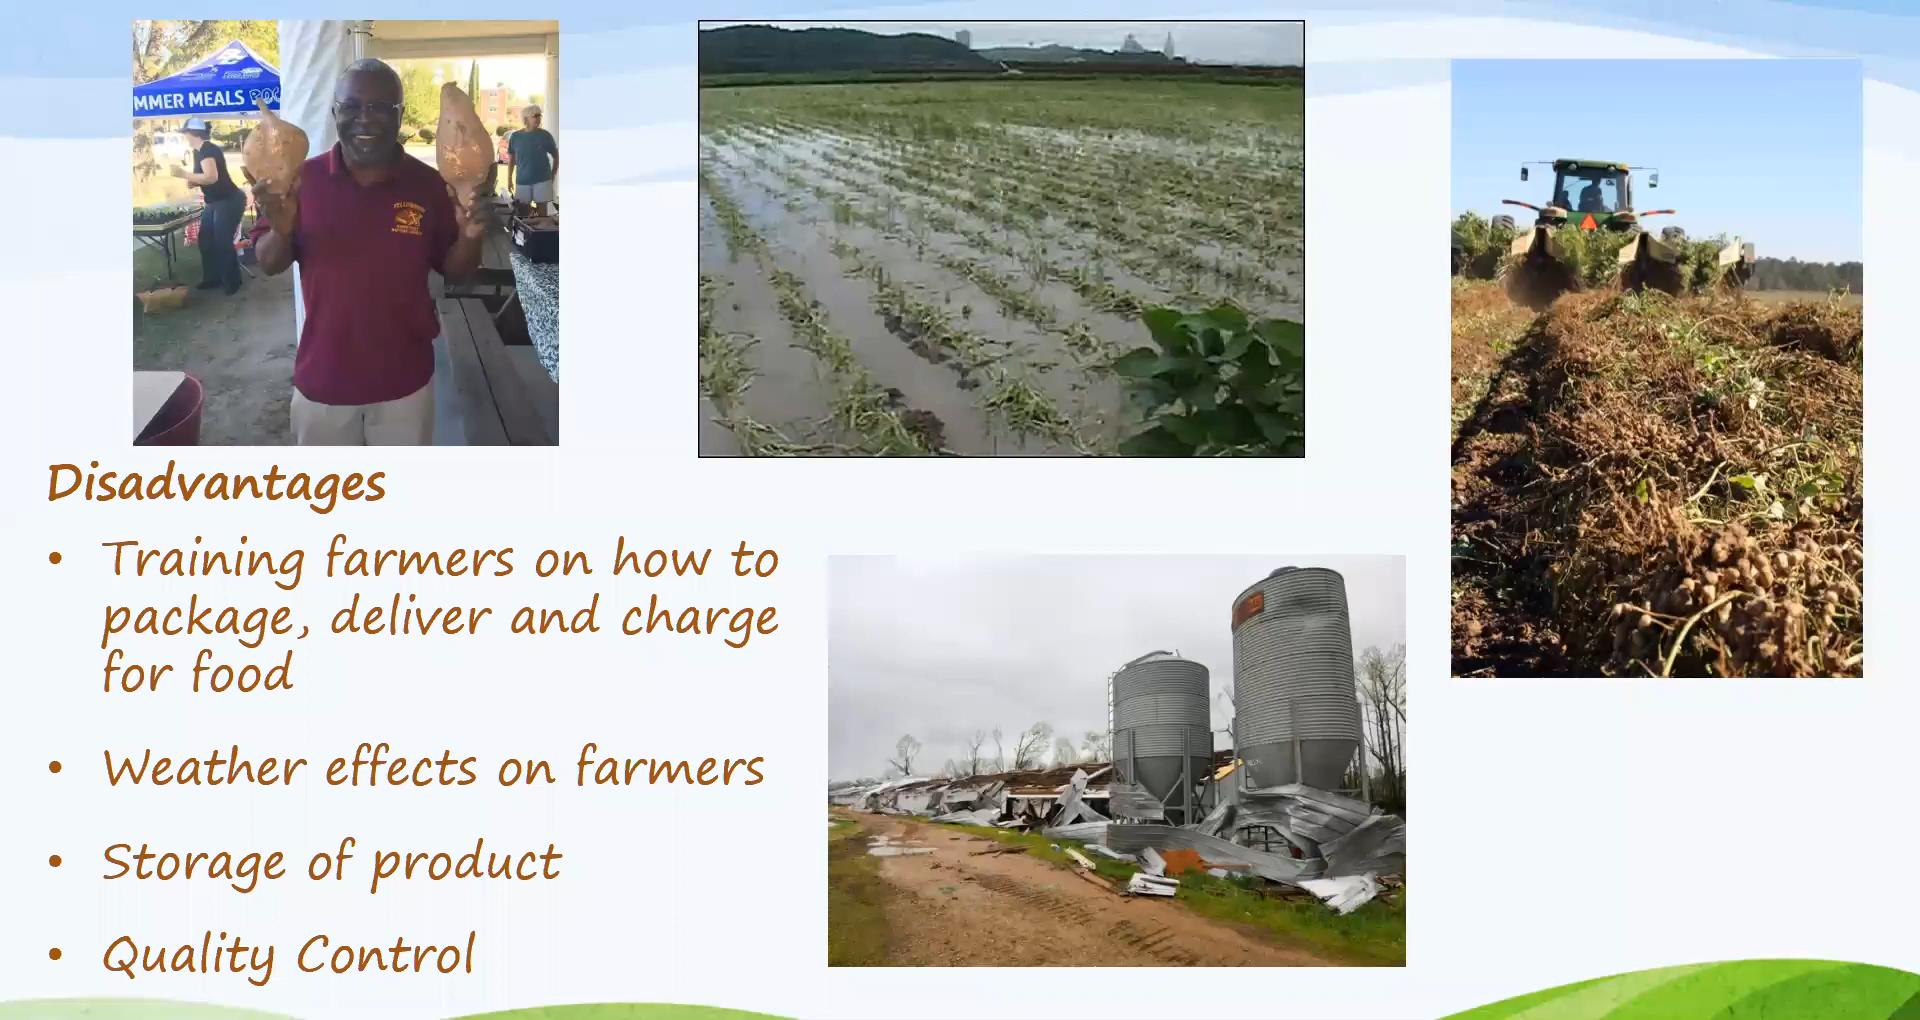 MMER MEALS
Disadvantages
• Training farmers on how to
package, deliver and charge
for food
• Weather effects on farmers
• Storage of product
• Quality Control